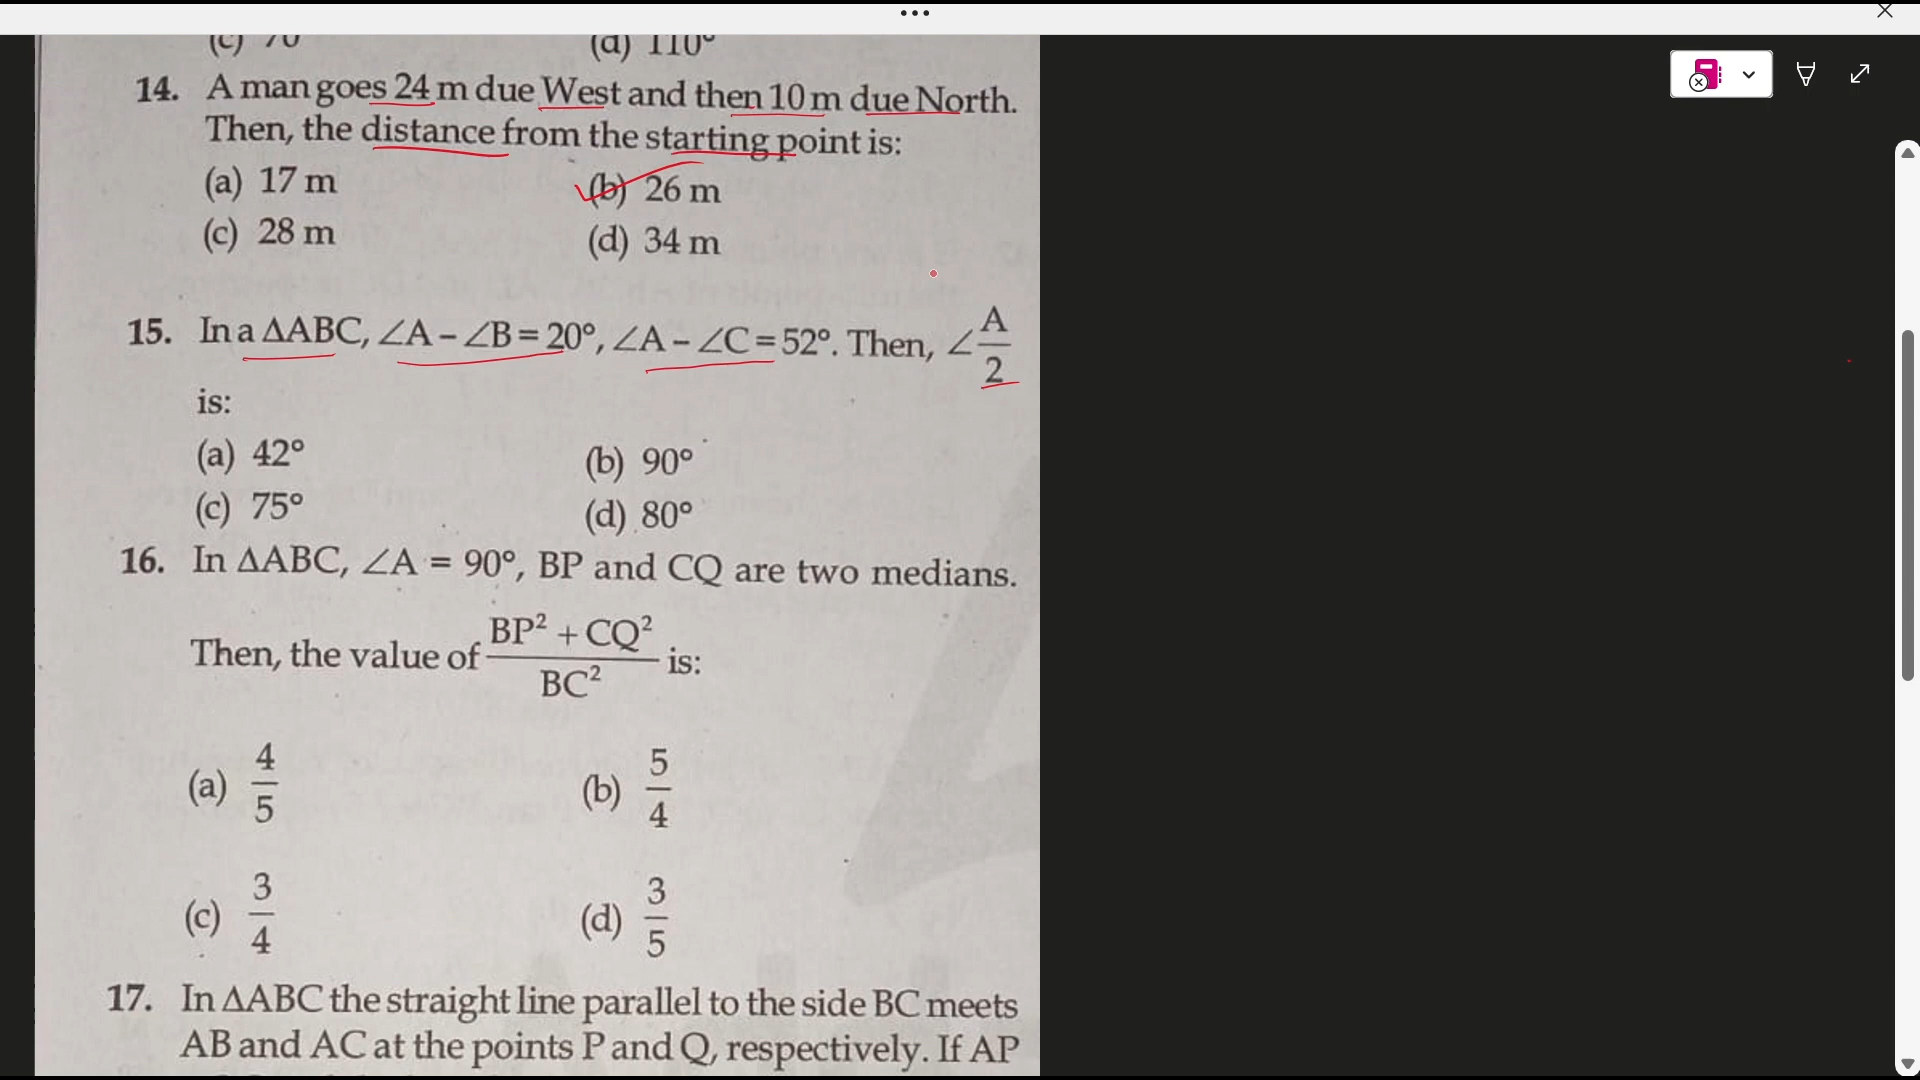 (c) 70 (d) 110°
14. A man goes 24 m due West and then 10 m due North.
Then, the distance from the starting point is:
(a) 17 m (b) 26 m
(c) 28 m (d) 34 m
15. In a ΔABC, ∠A – ∠B = 20°, ∠A – ∠C = 52°. Then, ∠A/2
is:
(a) 42° (b) 90°
(c) 75° (d) 80°
16. In ΔABC, ∠A = 90°, BP and CQ are two medians.
Then, the value of (BP² + CQ²)/BC² is:
(a) 4/5 (b) 5/4
(c) 3/4 (d) 3/5
17. In ΔABC the straight line parallel to the side BC meets
AB and AC at the points P and Q, respectively. If AP